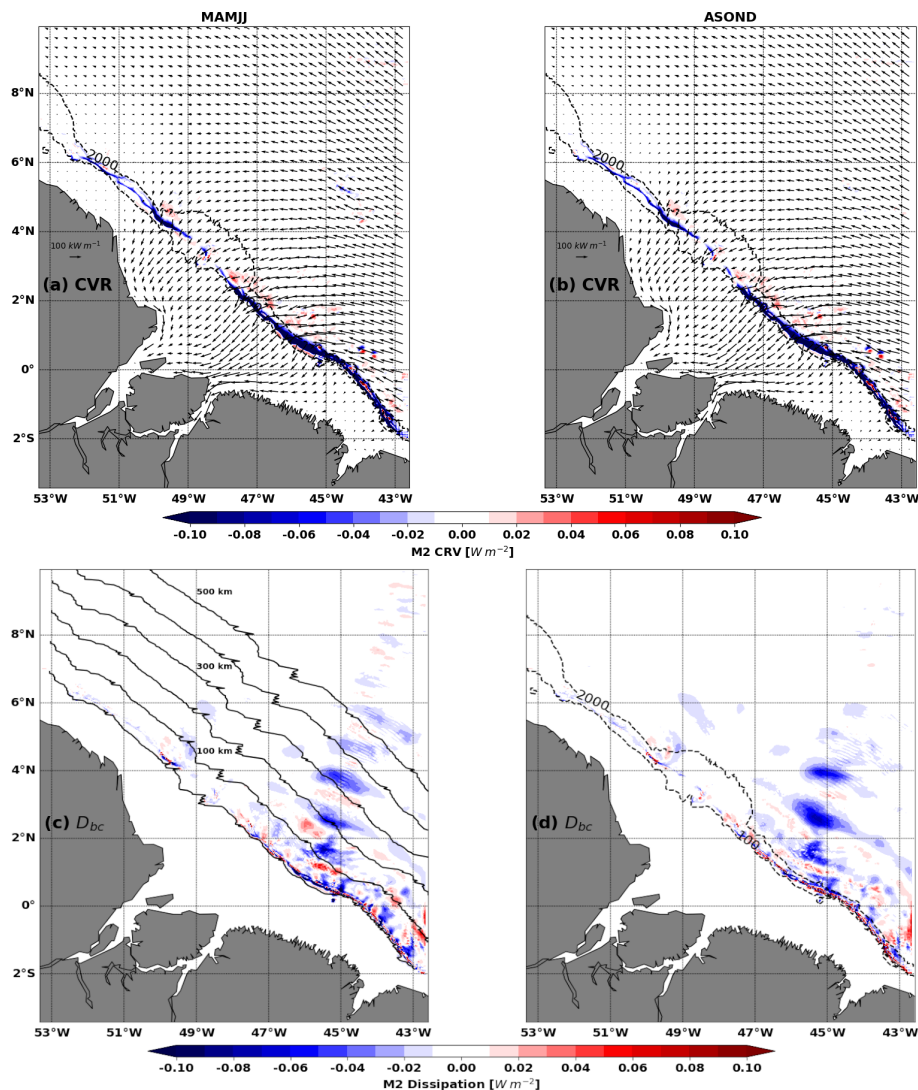 MAMJJ
ASOND
8°N
6°N
4°N
2°N
0°
2°S
2000
2000
100 kW m⁻¹
100 kW m⁻¹
(a) CVR
(b) CVR
53°W 51°W 49°W 47°W 45°W 43°W
53°W 51°W 49°W 47°W 45°W 43°W
-0.10 -0.08 -0.06 -0.04 -0.02 0.00 0.02 0.04 0.06 0.08 0.10
M2 CRV [W m⁻²]
8°N
6°N
4°N
2°N
0°
2°S
500 km
300 km
100 km
2000
100
(c) D_bc
(d) D_bc
53°W 51°W 49°W 47°W 45°W 43°W
53°W 51°W 49°W 47°W 45°W 43°W
-0.10 -0.08 -0.06 -0.04 -0.02 0.00 0.02 0.04 0.06 0.08 0.10
M2 Dissipation [W m⁻²]